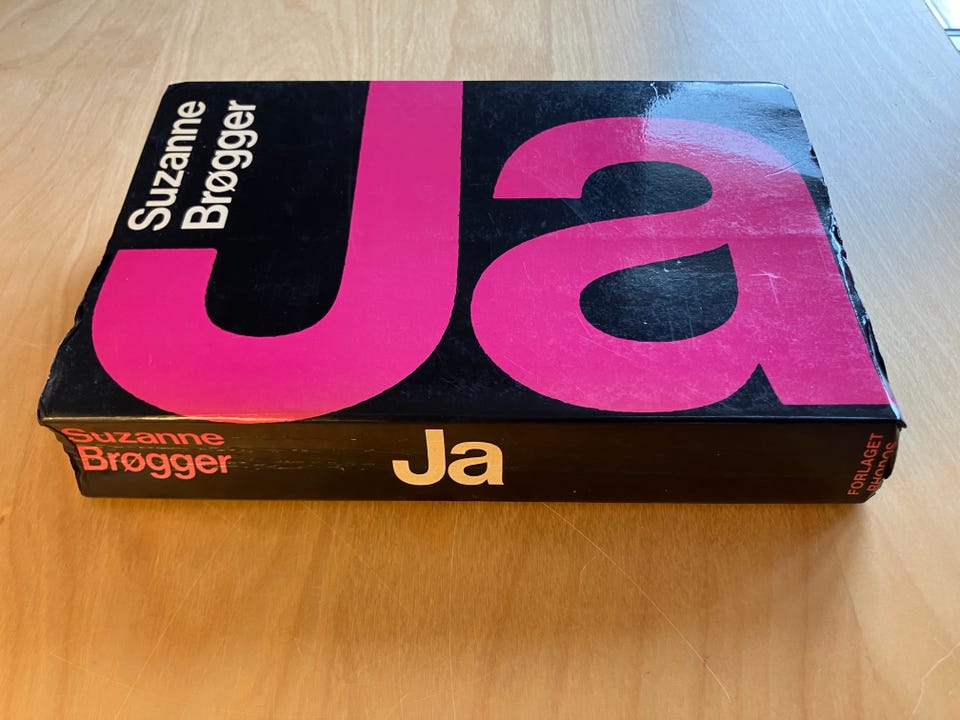 Suzanne
Brøgger
Ja
Suzanne
Brøgger
Ja
FORLAGET
RHODOS